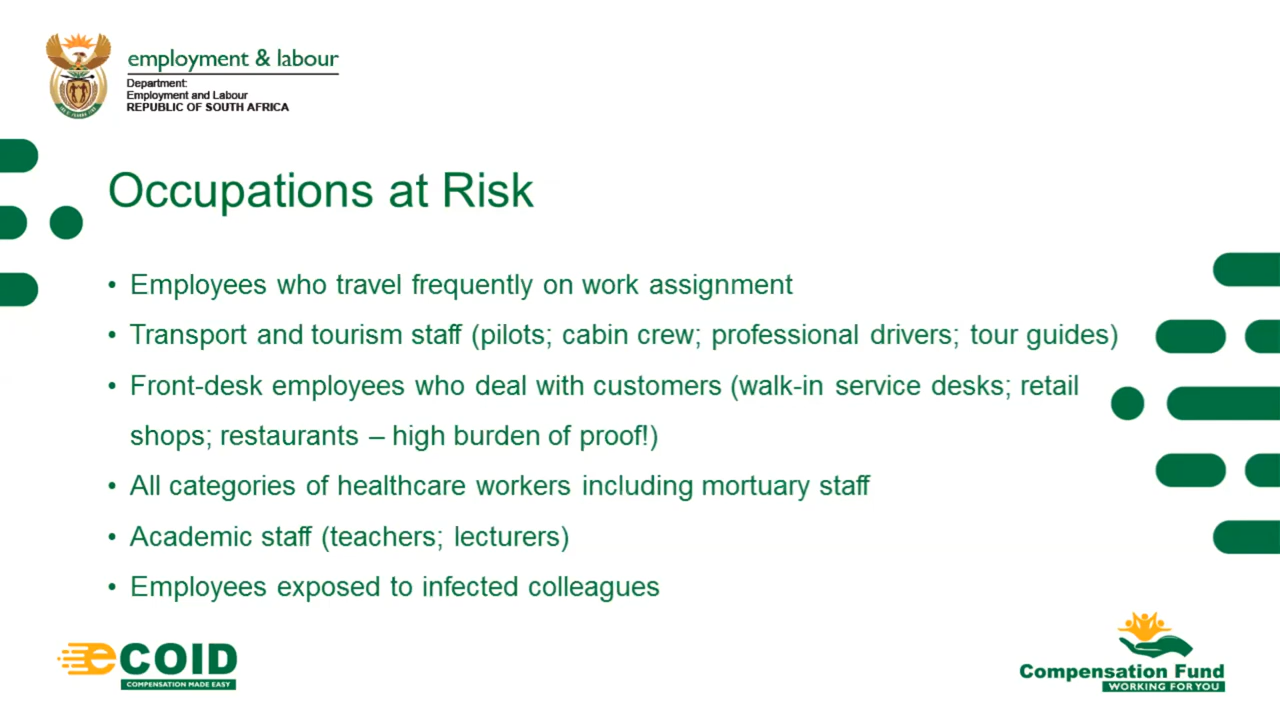 employment & labour
Department:
Employment and Labour
REPUBLIC OF SOUTH AFRICA
Occupations at Risk
• Employees who travel frequently on work assignment
• Transport and tourism staff (pilots; cabin crew; professional drivers; tour guides)
• Front-desk employees who deal with customers (walk-in service desks; retail
shops; restaurants – high burden of proof!)
• All categories of healthcare workers including mortuary staff
• Academic staff (teachers; lecturers)
• Employees exposed to infected colleagues
eCOID
COMPENSATION MADE EASY
Compensation Fund
WORKING FOR YOU